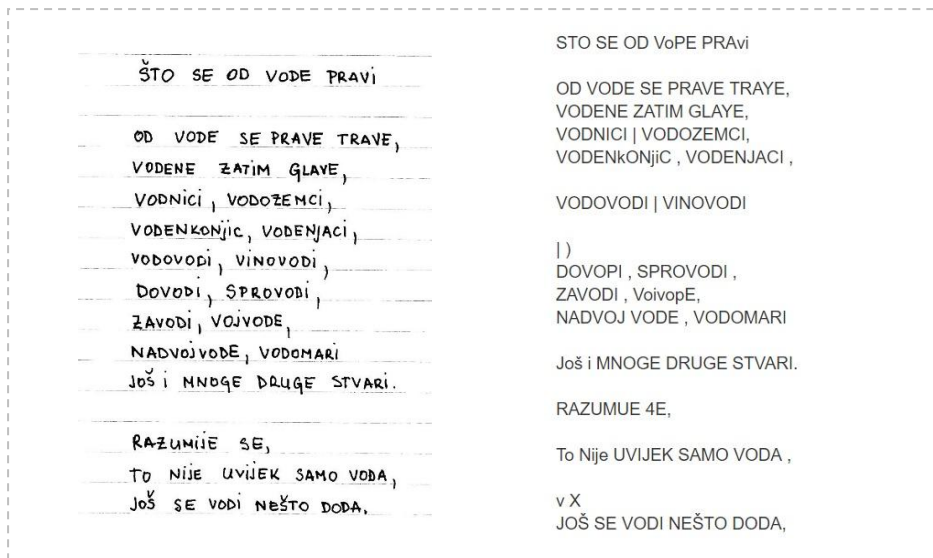 ŠTO SE OD VODE PRAVi
OD VODE SE PRAVE TRAVE,
VODENE ZATIM GLAVE,
VODNiCi, VODOZEMCI,
VODENKONjic, VODENJACi,
VODOVODi, ViNOVODi,
DOVODi, SPROVODi,
ZAVODi, VOJVODE,
NADVOjVODE, VODOMARi
JOŠ i MNOGE DRUGE STVARi.
RAZUMiJE SE,
TO NiJE UViJEK SAMO VODA,
JOŠ SE VODi NEŠTO DODA.
STO SE OD VoPE PRAvi
OD VODE SE PRAVE TRAYE,
VODENE ZATIM GLAYE,
VODNICI | VODOZEMCI,
VODENkONjiC , VODENJACI ,
VODOVODI | VINOVODI
| )
DOVOPI , SPROVODI ,
ZAVODI , VoivopE,
NADVOJ VODE , VODOMARI
Još i MNOGE DRUGE STVARI.
RAZUMUE 4E,
To Nije UVIJEK SAMO VODA ,
v X
JOŠ SE VODI NEŠTO DODA,